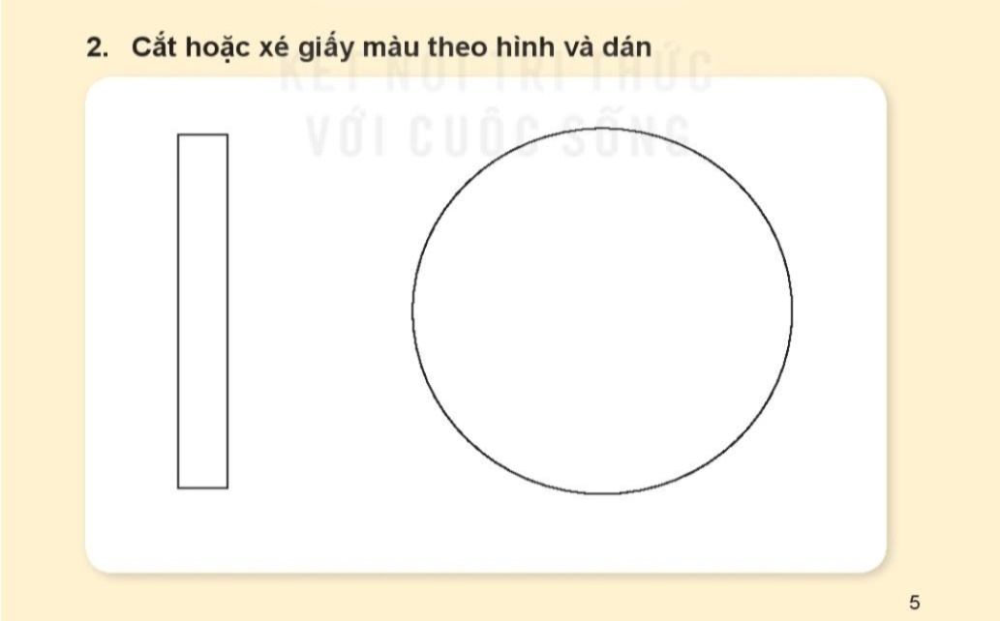 2. Cắt hoặc xé giấy màu theo hình và dán
KẾT NỐI TRI THỨC
VỚI CUỘC SỐNG
5